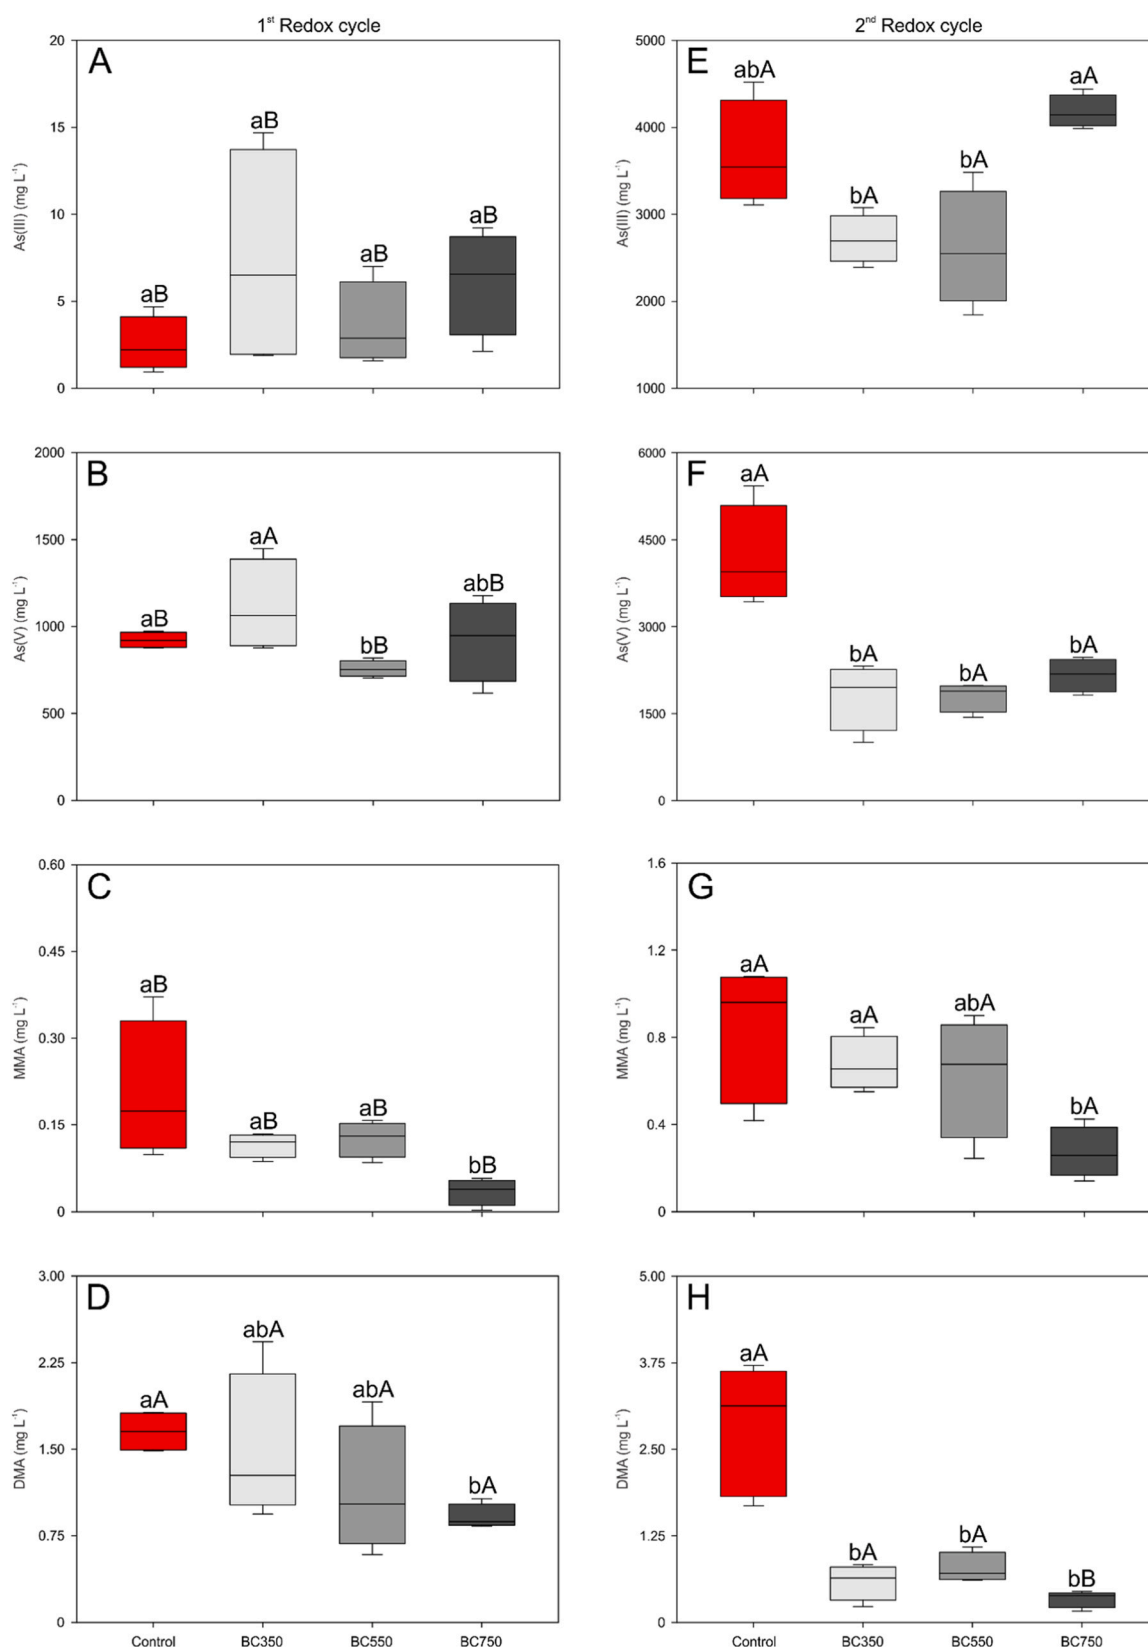 1st Redox cycle
2nd Redox cycle
A
20
15
10
5
0
As(III) (mg L-1)
aB
aB
aB
aB
E
5000
4000
3000
2000
1000
As(III) (mg L-1)
abA
bA
bA
aA
B
2000
1500
1000
500
0
As(V) (mg L-1)
aB
aA
bB
abB
F
6000
4500
3000
1500
0
As(V) (mg L-1)
aA
bA
bA
bA
C
0.60
0.45
0.30
0.15
0
MMA (mg L-1)
aB
aB
aB
bB
G
1.6
1.2
0.8
0.4
0
MMA (mg L-1)
aA
aA
abA
bA
D
3.00
2.25
1.50
0.75
0
DMA (mg L-1)
aA
abA
abA
bA
Control BC350 BC550 BC750
H
5.00
3.75
2.50
1.25
0
DMA (mg L-1)
aA
bA
bA
bB
Control BC350 BC550 BC750